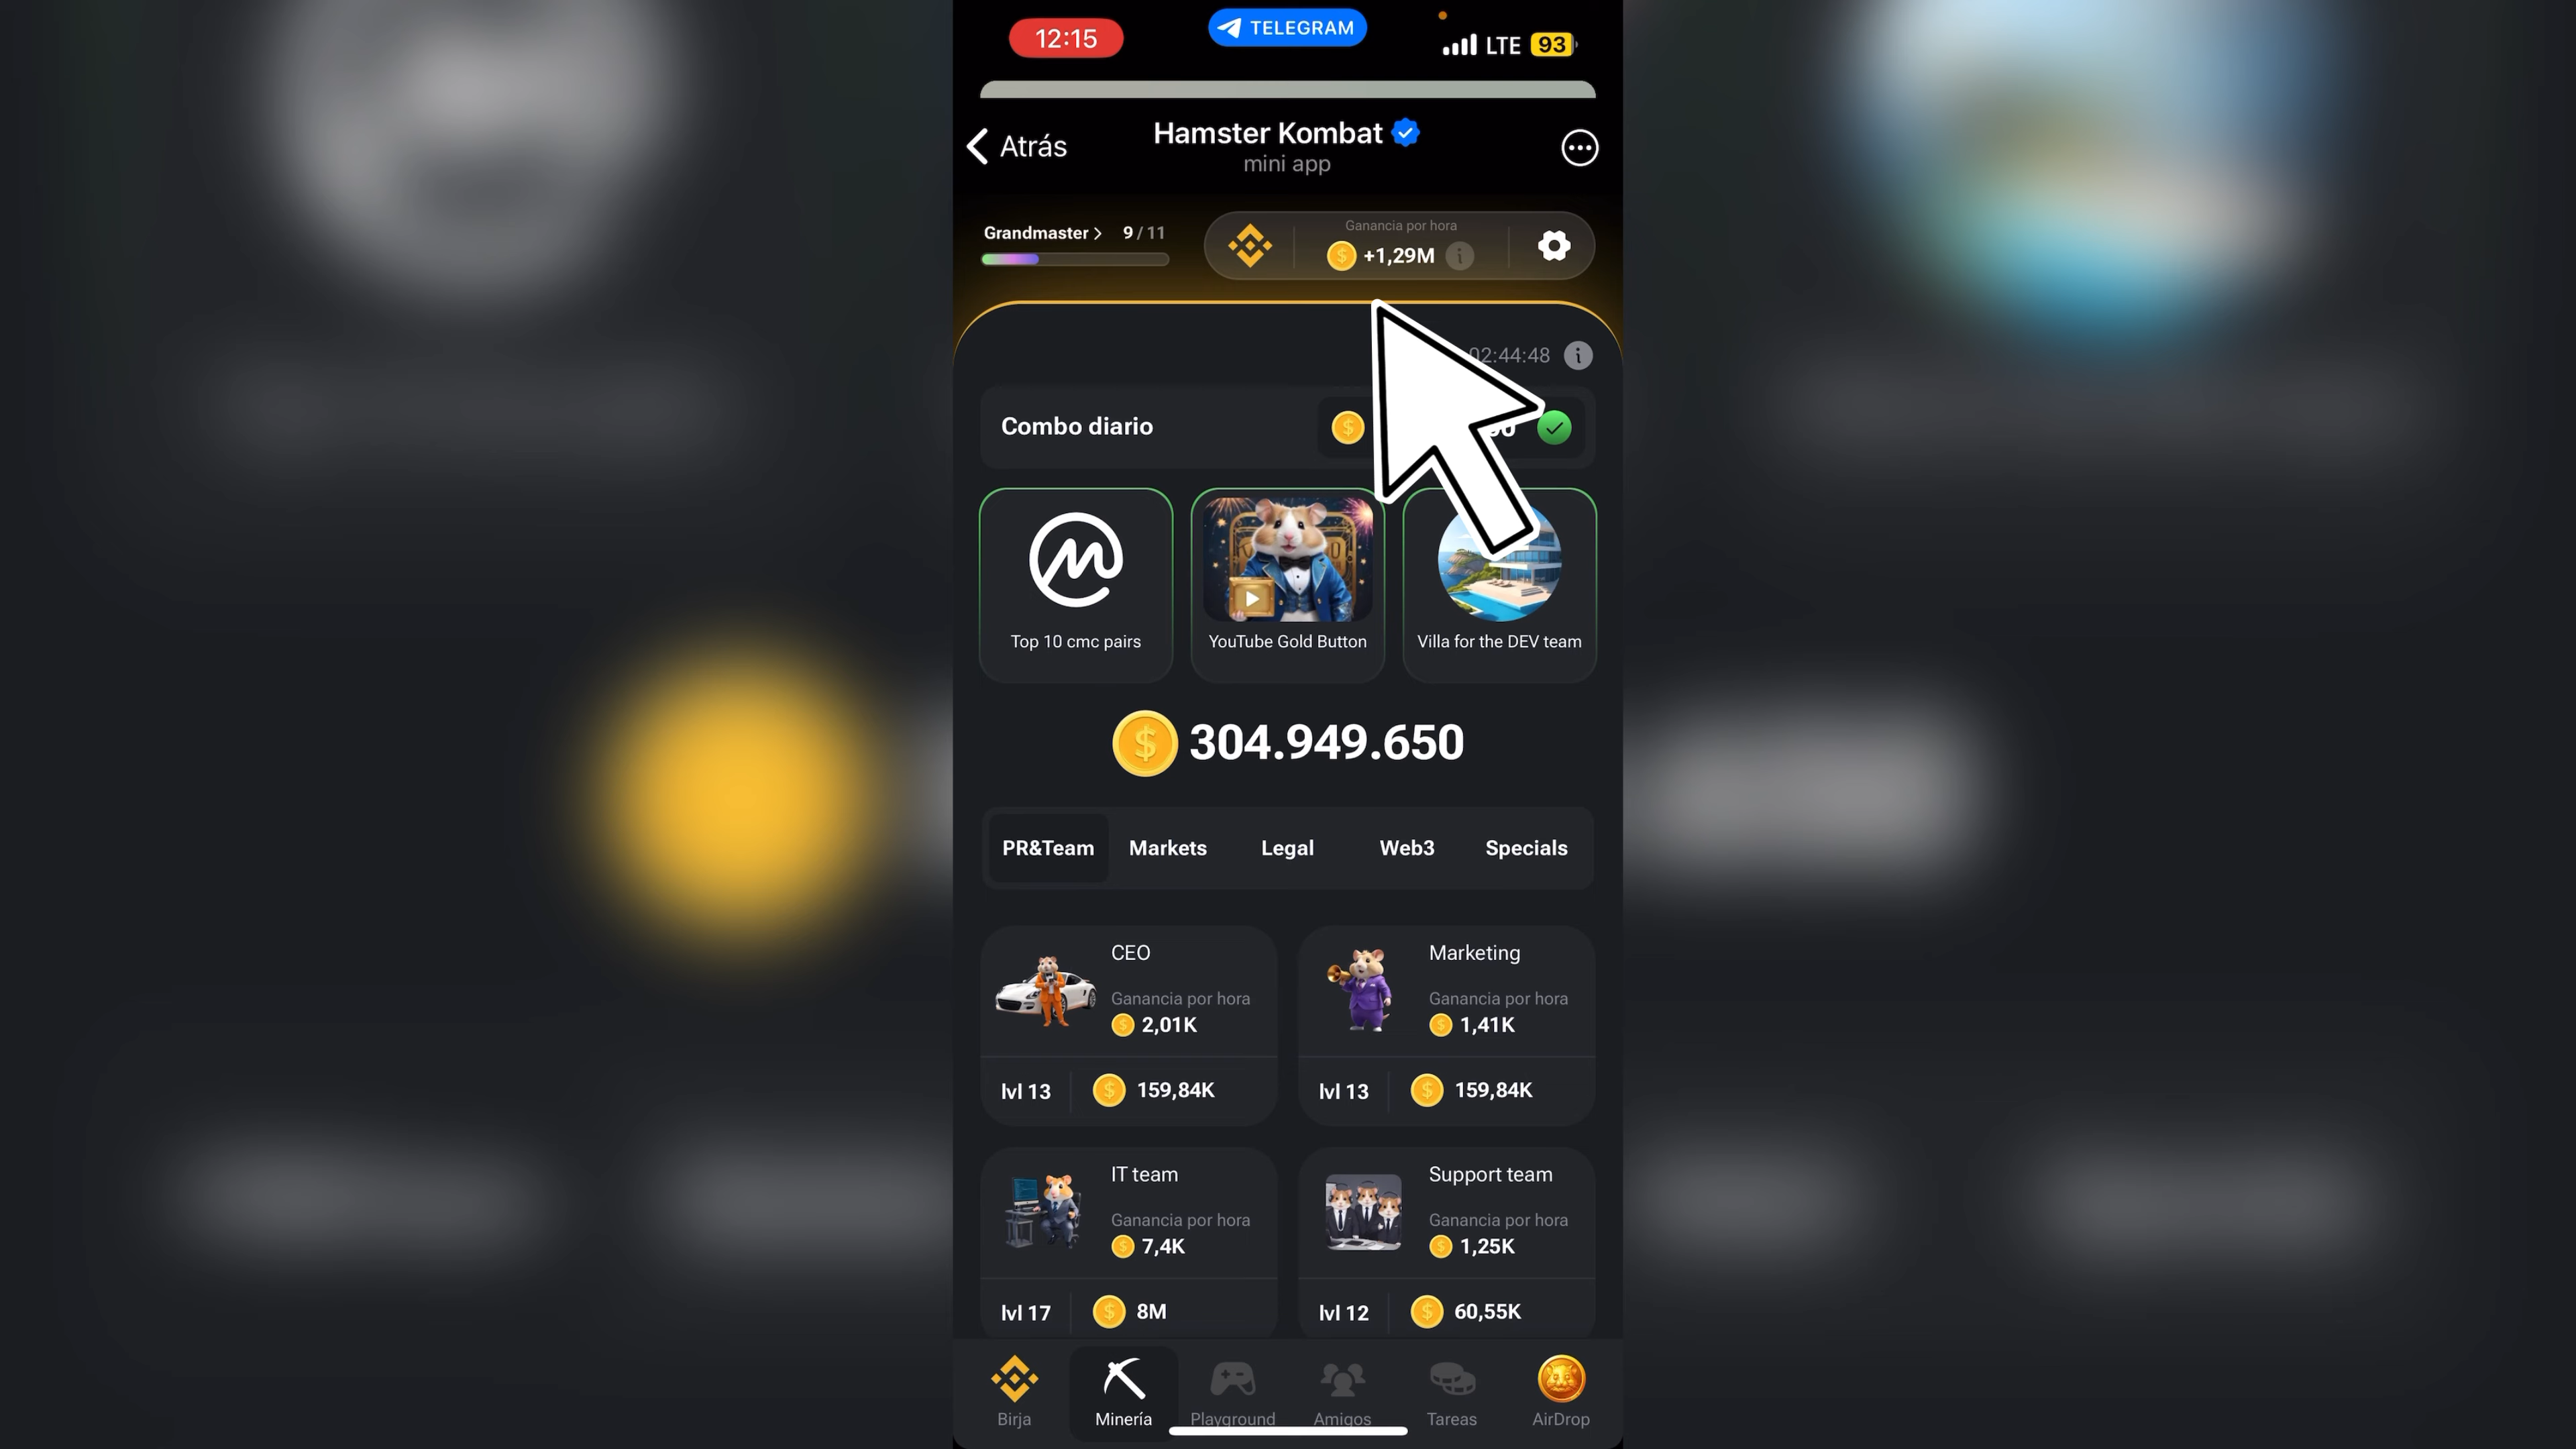 12:15
TELEGRAM
LTE 93
Atrás
Hamster Kombat
mini app
Grandmaster > 9 / 11
Ganancia por hora
+1,29M
02:44:48
Combo diario
Top 10 cmc pairs
YouTube Gold Button
Villa for the DEV team
304.949.650
PR&Team Markets Legal Web3 Specials
CEO
Ganancia por hora
2,01K
lvl 13 159,84K
Marketing
Ganancia por hora
1,41K
lvl 13 159,84K
IT team
Ganancia por hora
7,4K
lvl 17 8M
Support team
Ganancia por hora
1,25K
lvl 12 60,55K
Birja Minería Playground Amigos Tareas AirDrop